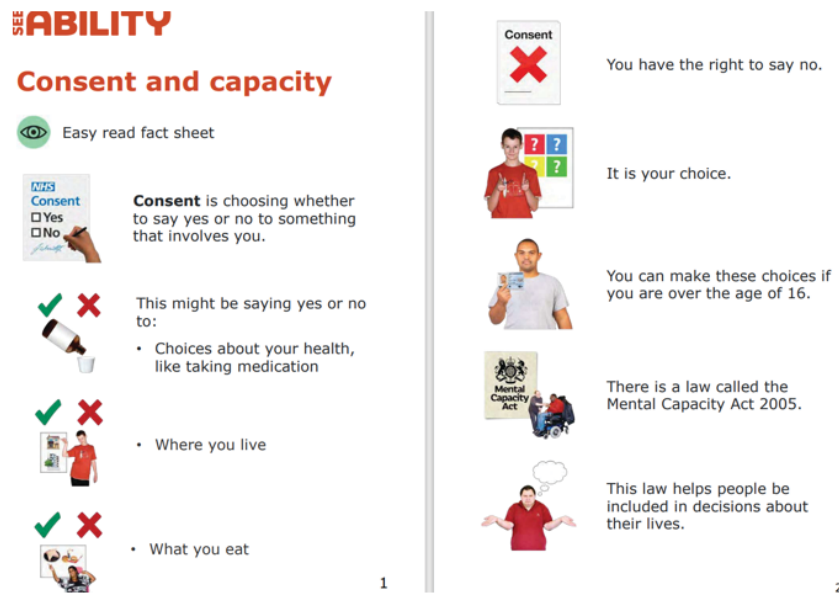 SEE ABILITY
Consent and capacity
Easy read fact sheet
NHS
Consent
Yes
No
Consent is choosing whether
to say yes or no to something
that involves you.
This might be saying yes or no
to:
• Choices about your health,
like taking medication
• Where you live
• What you eat
1
Consent
You have the right to say no.
? ?
? ?
It is your choice.
You can make these choices if
you are over the age of 16.
Mental
Capacity
Act
There is a law called the
Mental Capacity Act 2005.
This law helps people be
included in decisions about
their lives.